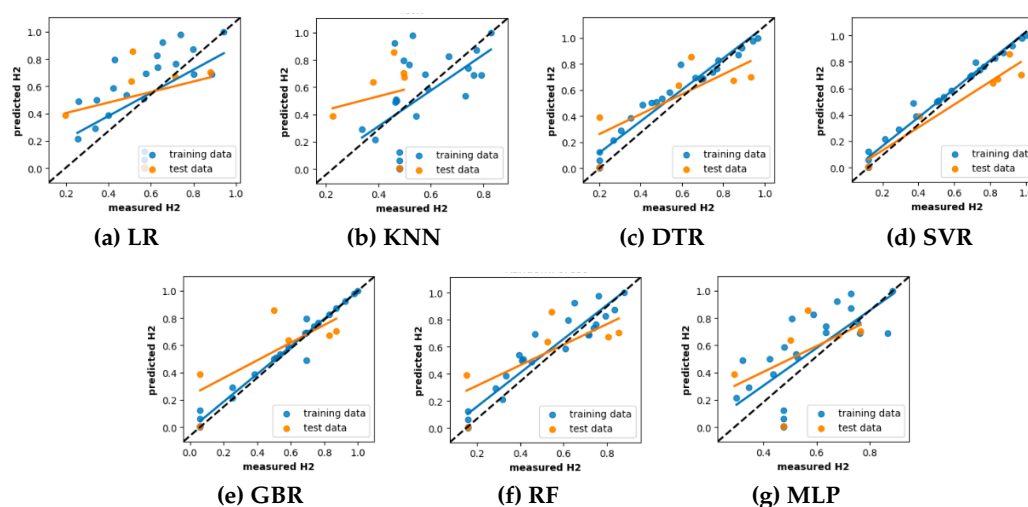 predicted H2
1.0
0.8
0.6
0.4
0.2
0.0
training data
test data
0.2 0.4 0.6 0.8 1.0
measured H2
(a) LR
predicted H2
1.0
0.8
0.6
0.4
0.2
0.0
training data
test data
0.2 0.4 0.6 0.8
measured H2
(b) KNN
predicted H2
1.0
0.8
0.6
0.4
0.2
0.0
training data
test data
0.2 0.4 0.6 0.8 1.0
measured H2
(c) DTR
predicted H2
1.0
0.8
0.6
0.4
0.2
0.0
training data
test data
0.2 0.4 0.6 0.8 1.0
measured H2
(d) SVR
predicted H2
1.0
0.8
0.6
0.4
0.2
0.0
training data
test data
0.0 0.2 0.4 0.6 0.8 1.0
measured H2
(e) GBR
predicted H2
1.0
0.8
0.6
0.4
0.2
0.0
training data
test data
0.2 0.4 0.6 0.8
measured H2
(f) RF
predicted H2
1.0
0.8
0.6
0.4
0.2
0.0
training data
test data
0.4 0.6 0.8
measured H2
(g) MLP